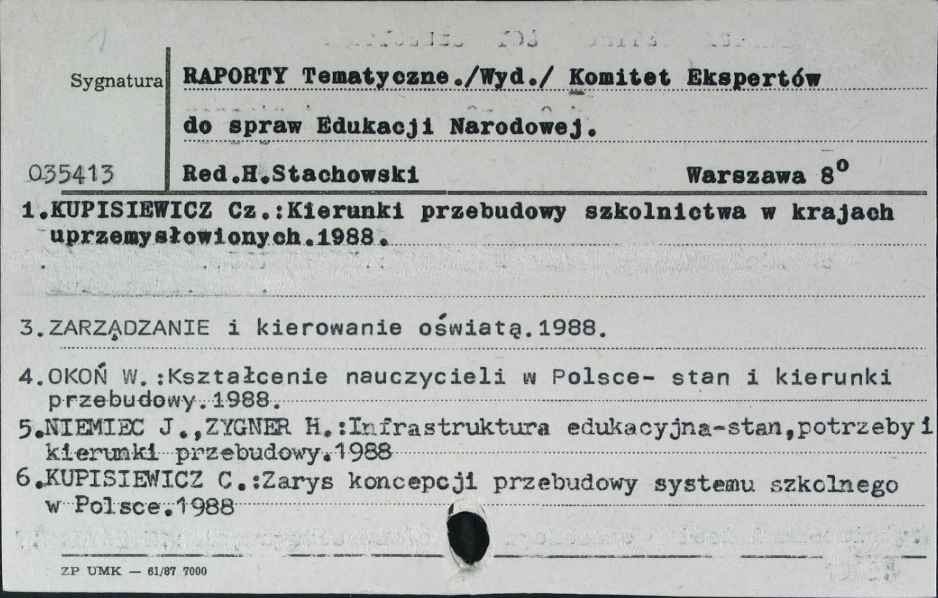 Sygnatura RAPORTY Tematyczne./Wyd./ Komitet Ekspertów
do spraw Edukacji Narodowej.
035413 Red.H.Stachowski Warszawa 8⁰
1.KUPISIEWICZ Cz.:Kierunki przebudowy szkolnictwa w krajach
uprzemysłowionych.1988.
3.ZARZĄDZANIE i kierowanie oświatą.1988.
4.OKOŃ W.:Kształcenie nauczycieli w Polsce- stan i kierunki
przebudowy.1988.
5.NIEMIEC J.,ZYGNER H.:Infrastruktura edukacyjna-stan,potrzeby i
kierunki przebudowy.1988
6.KUPISIEWICZ C.:Zarys koncepcji przebudowy systemu szkolnego
w Polsce.1988
ZP UMK — 61/87 7000